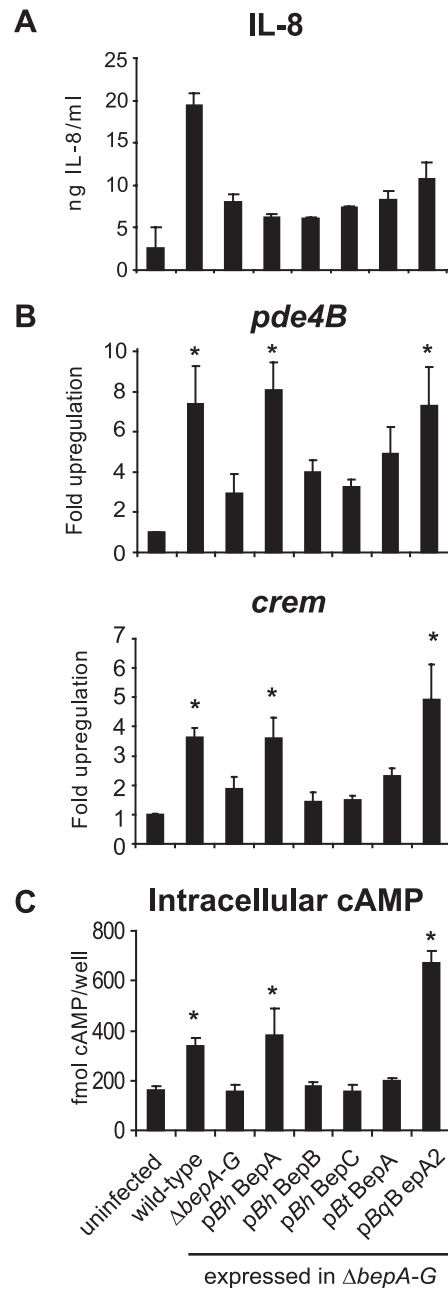 A
IL-8
ng IL-8/ml
25
20
15
10
5
0
B
pde4B
Fold upregulation
10
8
6
4
2
0
*
*
*
crem
Fold upregulation
7
6
5
4
3
2
1
0
*
*
*
C
Intracellular cAMP
fmol cAMP/well
800
600
400
200
0
*
*
*
uninfected
wild-type
ΔbepA-G
pBh BepA
pBh BepB
pBh BepC
pBt BepA
pBqB epA2
expressed in ΔbepA-G